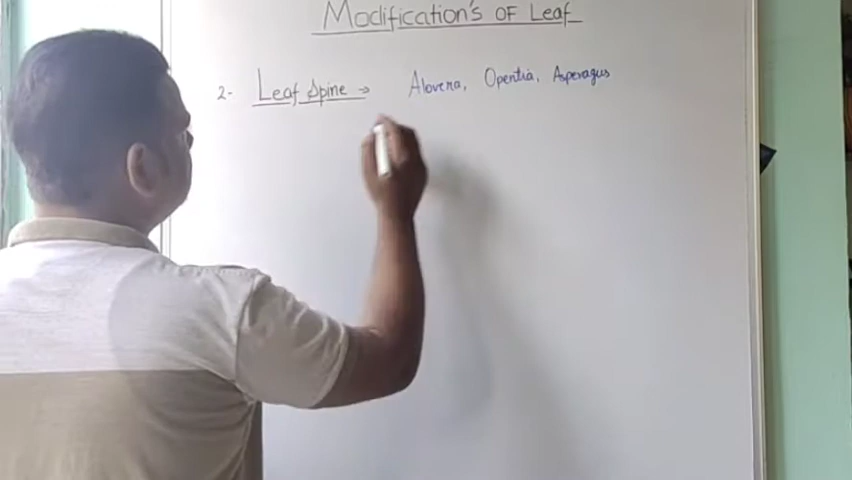 Modification's OF Leaf
2- Leaf Spine → Alovera, Opentia, Asperagus